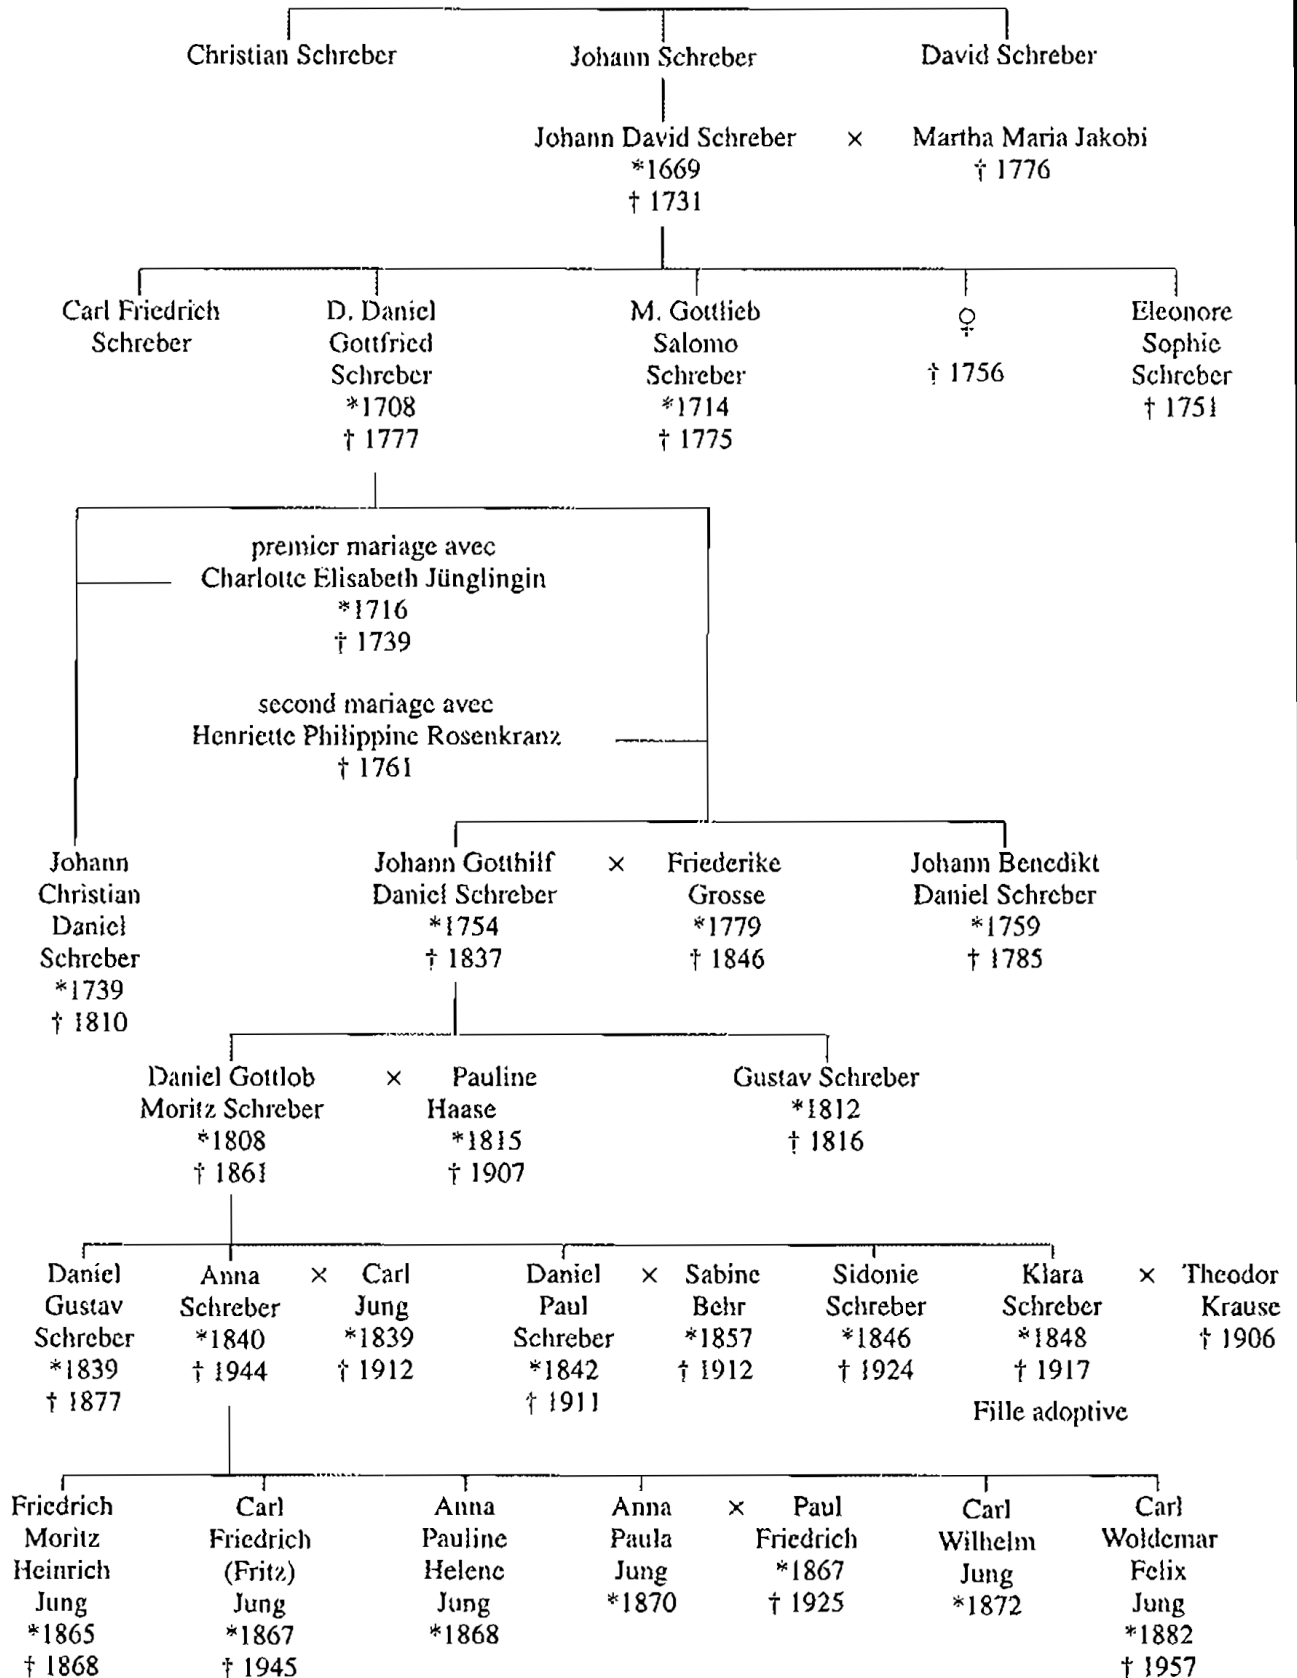 Christian Schreber
Johann Schreber
David Schreber
Johann David Schreber × Martha Maria Jakobi
*1669
† 1731
† 1776
Carl Friedrich
Schreber
D. Daniel
Gottfried
Schreber
*1708
† 1777
M. Gottlieb
Salomo
Schreber
*1714
† 1775
♀
† 1756
Eleonore
Sophie
Schreber
† 1751
premier mariage avec
Charlotte Elisabeth Jünglingin
*1716
† 1739
second mariage avec
Henriette Philippine Rosenkranz
† 1761
Johann
Christian
Daniel
Schreber
*1739
† 1810
Johann Gotthilf
Daniel Schreber
*1754
† 1837
×
Friederike
Grosse
*1779
† 1846
Johann Benedikt
Daniel Schreber
*1759
† 1785
Daniel Gottlob
Moritz Schreber
*1808
† 1861
×
Pauline
Haase
*1815
† 1907
Gustav Schreber
*1812
† 1816
Daniel
Gustav
Schreber
*1839
† 1877
Anna
Schreber
*1840
† 1944
×
Carl
Jung
*1839
† 1912
Daniel
Paul
Schreber
*1842
† 1911
×
Sabine
Behr
*1857
† 1912
Sidonie
Schreber
*1846
† 1924
Klara
Schreber
*1848
† 1917
×
Theodor
Krause
† 1906
Fille adoptive
Friedrich
Moritz
Heinrich
Jung
*1865
† 1868
Carl
Friedrich
(Fritz)
Jung
*1867
† 1945
Anna
Pauline
Helene
Jung
*1868
Anna
Paula
Jung
*1870
×
Paul
Friedrich
*1867
† 1925
Carl
Wilhelm
Jung
*1872
Carl
Woldemar
Felix
Jung
*1882
† 1957